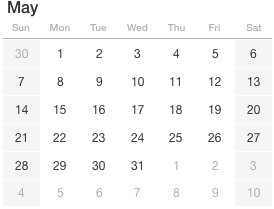 May
Sun Mon Tue Wed Thu Fri Sat
30 1 2 3 4 5 6
7 8 9 10 11 12 13
14 15 16 17 18 19 20
21 22 23 24 25 26 27
28 29 30 31 1 2 3
4 5 6 7 8 9 10